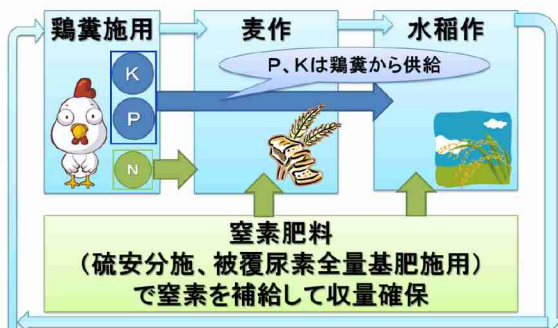 鶏糞施用
麦作
水稲作
P、Kは鶏糞から供給
K
P
N
窒素肥料
（硫安分施、被覆尿素全量基肥施用）
で窒素を補給して収量確保